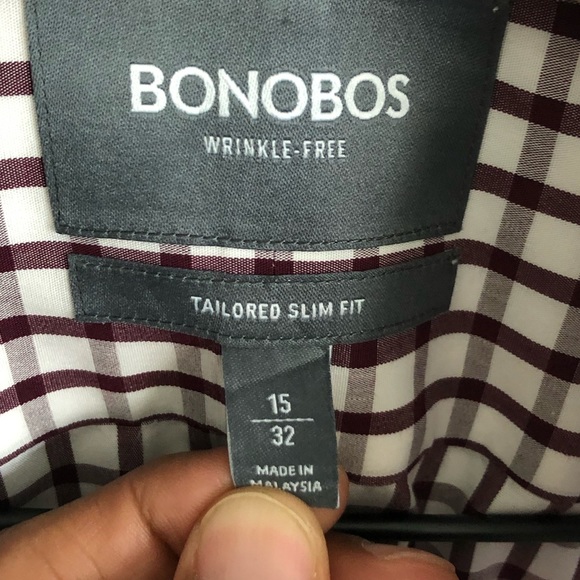 BONOBOS
WRINKLE-FREE
TAILORED SLIM FIT
15
32
MADE IN
MALAYSIA